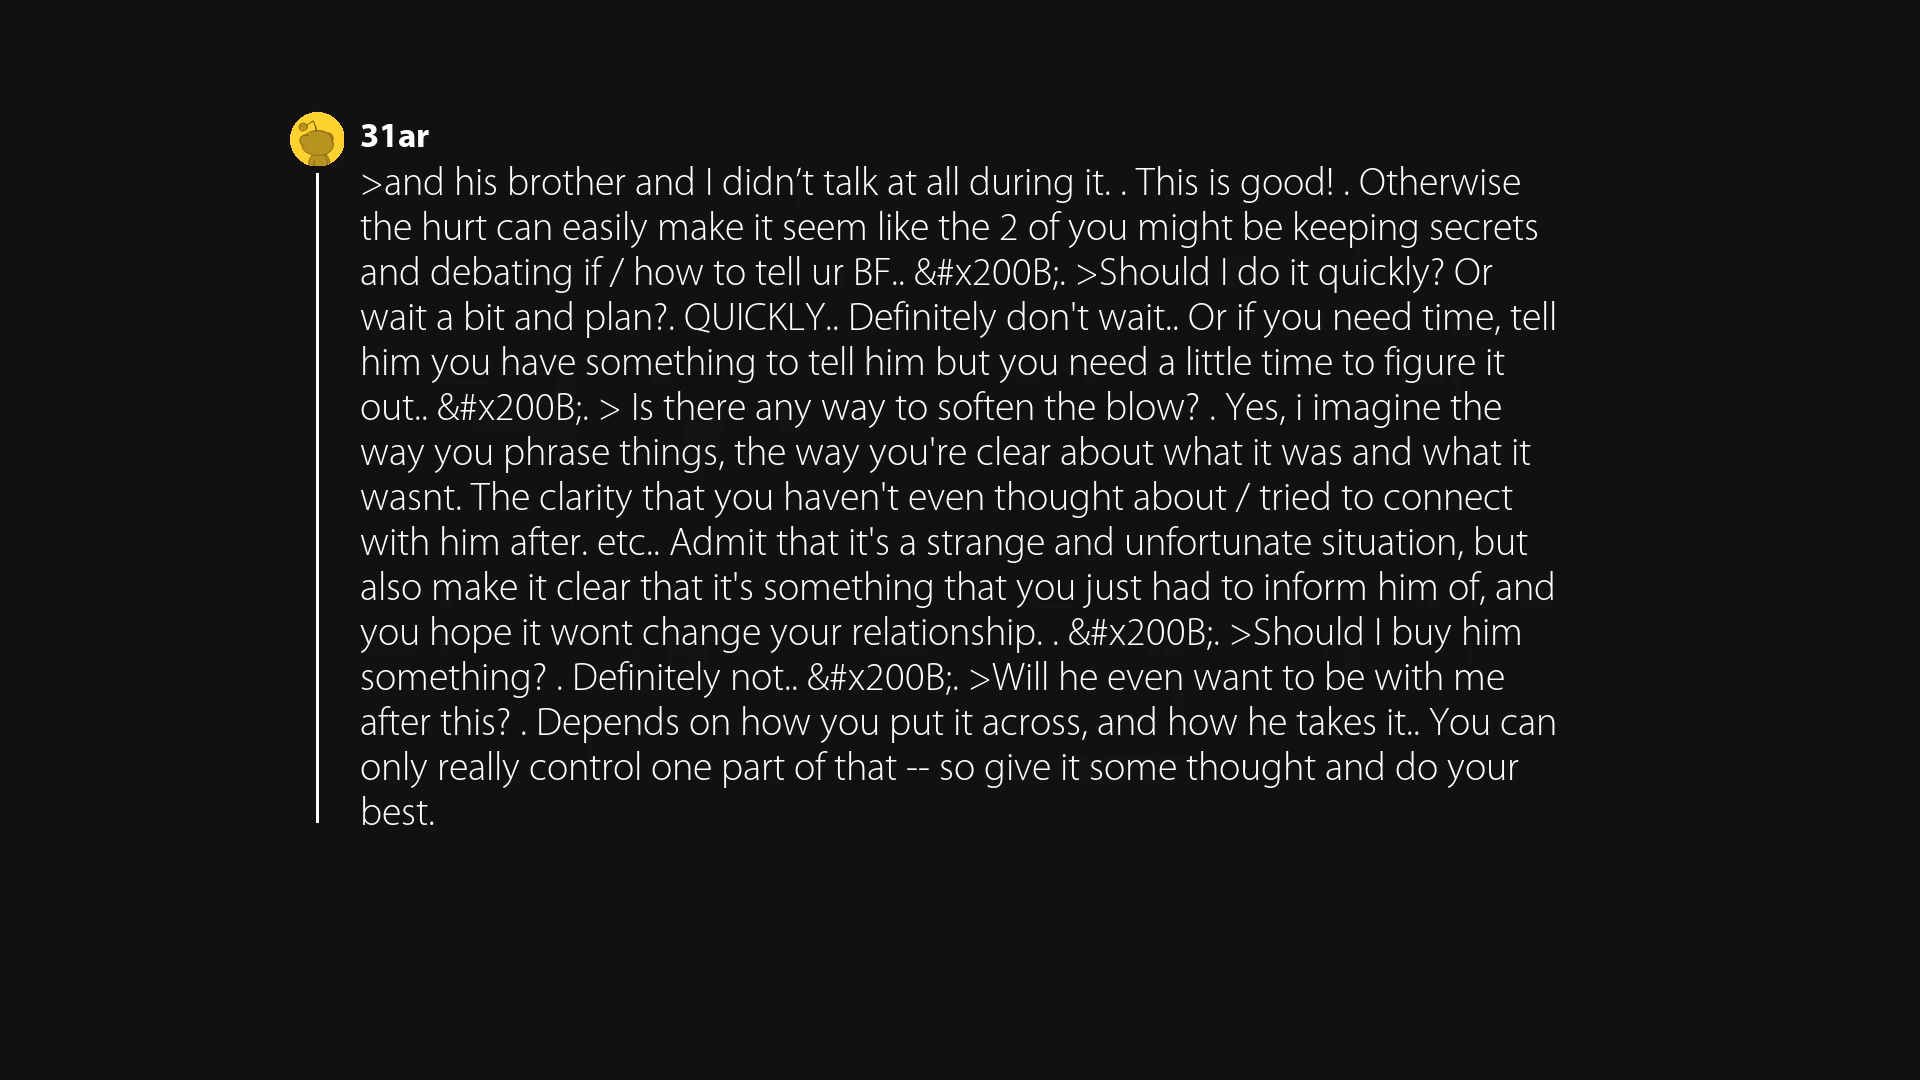 31ar
>and his brother and I didn’t talk at all during it. . This is good! . Otherwise
the hurt can easily make it seem like the 2 of you might be keeping secrets
and debating if / how to tell ur BF.. &#x200B;. >Should I do it quickly? Or
wait a bit and plan?. QUICKLY.. Definitely don't wait.. Or if you need time, tell
him you have something to tell him but you need a little time to figure it
out.. &#x200B;. > Is there any way to soften the blow? . Yes, i imagine the
way you phrase things, the way you're clear about what it was and what it
wasnt. The clarity that you haven't even thought about / tried to connect
with him after. etc.. Admit that it's a strange and unfortunate situation, but
also make it clear that it's something that you just had to inform him of, and
you hope it wont change your relationship. . &#x200B;. >Should I buy him
something? . Definitely not.. &#x200B;. >Will he even want to be with me
after this? . Depends on how you put it across, and how he takes it.. You can
only really control one part of that -- so give it some thought and do your
best.